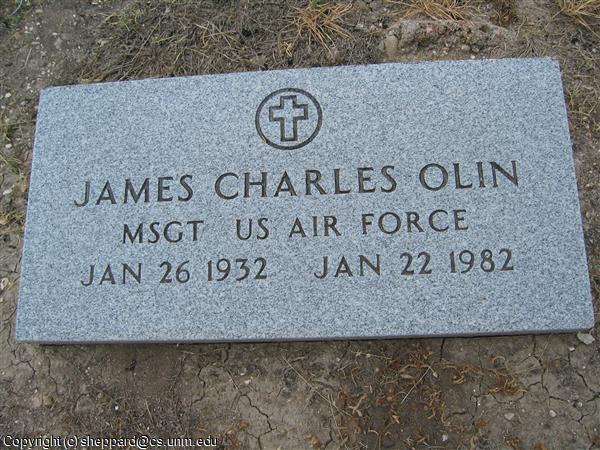 JAMES CHARLES OLIN
MSGT US AIR FORCE
JAN 26 1932 JAN 22 1982
Copyright (c) sheppard@cs.unm.edu